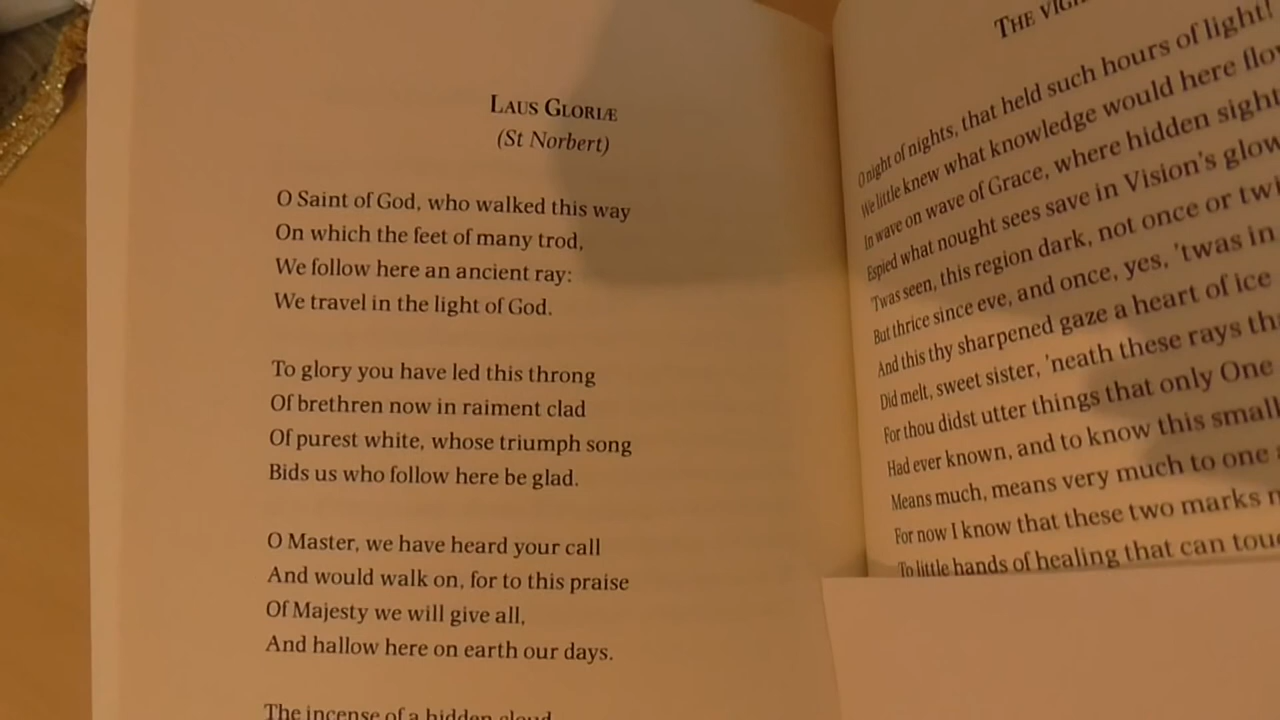 LAUS GLORIÆ
(St Norbert)
O Saint of God, who walked this way
On which the feet of many trod,
We follow here an ancient ray:
We travel in the light of God.
To glory you have led this throng
Of brethren now in raiment clad
Of purest white, whose triumph song
Bids us who follow here be glad.
O Master, we have heard your call
And would walk on, for to this praise
Of Majesty we will give all,
And hallow here on earth our days.
The incense of a hidden cloud
THE
O night of nights, that held such hours of light!
We little knew what knowledge would here
In wave on wave of Grace, where hidden sight
Espied what nought sees save in Vision's glow
'Twas seen, this region dark, not once or
But thrice since eve, and once, yes, 'twas in
And this thy sharpened gaze a heart of ice
Did melt, sweet sister, 'neath these rays
For thou didst utter things that only One
Had ever known, and to know this small
Means much, means very much to one
For now I know that these two marks
To little hands of healing that can